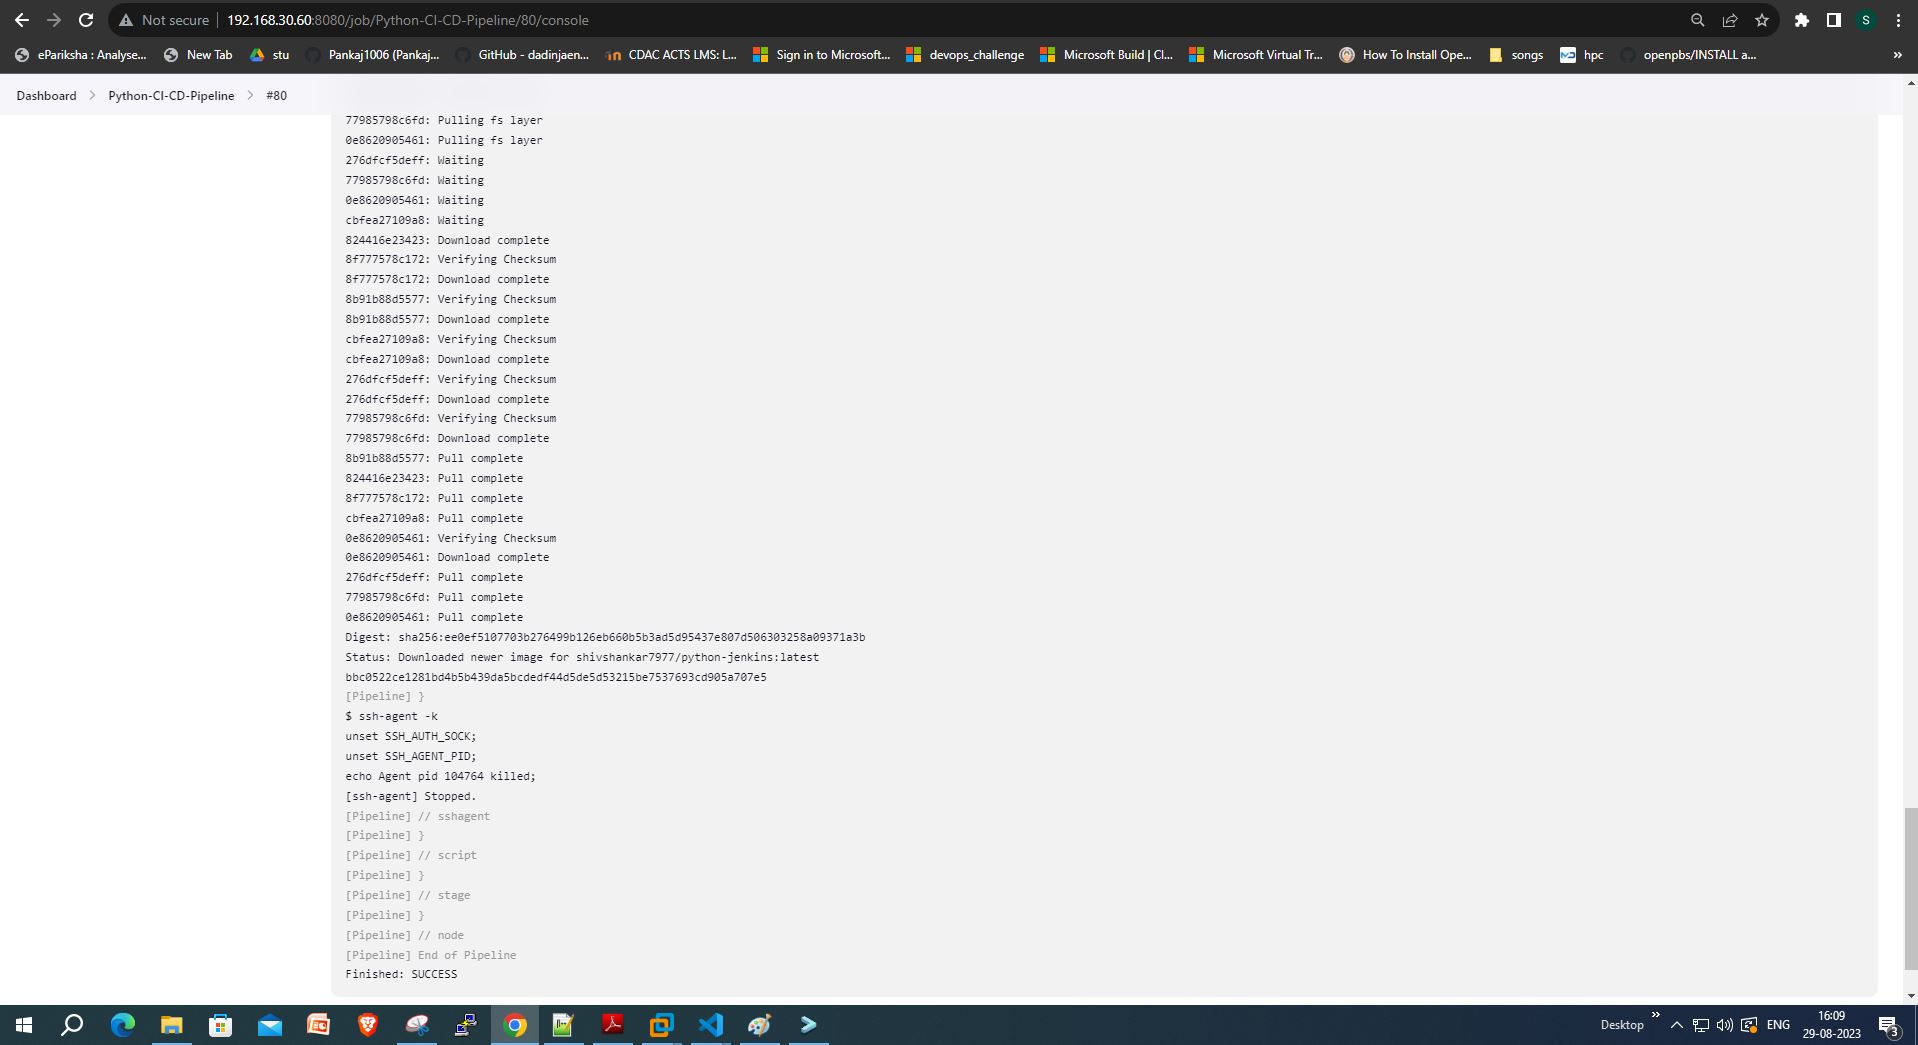 Not secure | 192.168.30.60:8080/job/Python-CI-CD-Pipeline/80/console
S
ePariksha : Analyse... New Tab stu Pankaj1006 (Pankaj... GitHub - dadinjaen... CDAC ACTS LMS: L... Sign in to Microsoft... devops_challenge Microsoft Build | Cl... Microsoft Virtual Tr... How To Install Ope... songs hpc openpbs/INSTALL a... »
Dashboard > Python-CI-CD-Pipeline > #80
77985798c6fd: Pulling fs layer
0e8620905461: Pulling fs layer
276dfcf5deff: Waiting
77985798c6fd: Waiting
0e8620905461: Waiting
cbfea27109a8: Waiting
824416e23423: Download complete
8f777578c172: Verifying Checksum
8f777578c172: Download complete
8b91b88d5577: Verifying Checksum
8b91b88d5577: Download complete
cbfea27109a8: Verifying Checksum
cbfea27109a8: Download complete
276dfcf5deff: Verifying Checksum
276dfcf5deff: Download complete
77985798c6fd: Verifying Checksum
77985798c6fd: Download complete
8b91b88d5577: Pull complete
824416e23423: Pull complete
8f777578c172: Pull complete
cbfea27109a8: Pull complete
0e8620905461: Verifying Checksum
0e8620905461: Download complete
276dfcf5deff: Pull complete
77985798c6fd: Pull complete
0e8620905461: Pull complete
Digest: sha256:ee0ef5107703b276499b126eb660b5b3ad5d95437e807d506303258a09371a3b
Status: Downloaded newer image for shivshankar7977/python-jenkins:latest
bbc0522ce1281bd4b5b439da5bcdedf44d5de5d53215be7537693cd905a707e5
[Pipeline] }
$ ssh-agent -k
unset SSH_AUTH_SOCK;
unset SSH_AGENT_PID;
echo Agent pid 104764 killed;
[ssh-agent] Stopped.
[Pipeline] // sshagent
[Pipeline] }
[Pipeline] // script
[Pipeline] }
[Pipeline] // stage
[Pipeline] }
[Pipeline] // node
[Pipeline] End of Pipeline
Finished: SUCCESS
Desktop » ENG 16:09
29-08-2023 3